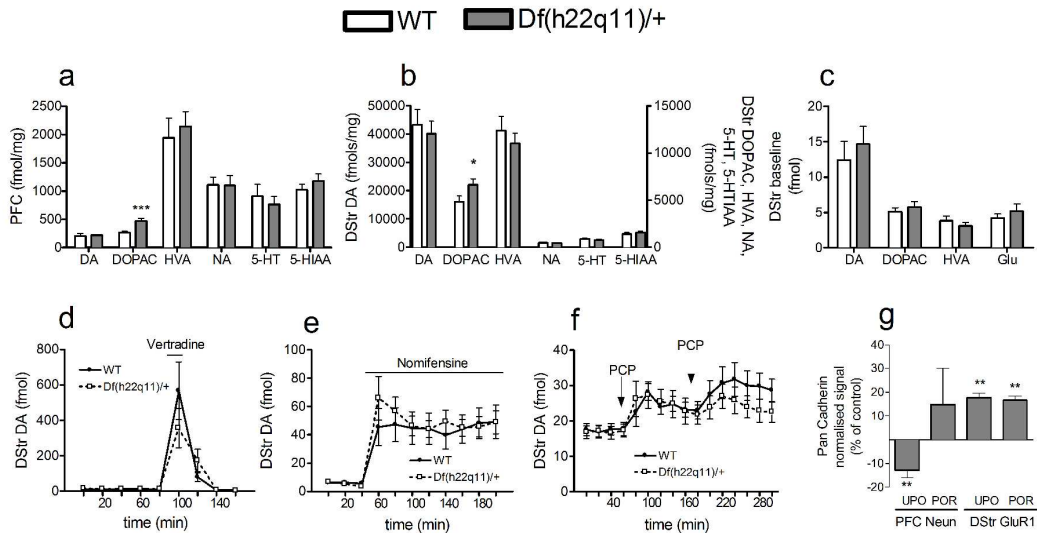 WT Df(h22q11)/+
a
PFC (fmol/mg)
2500
2000
1500
1000
500
0
***
DA DOPAC HVA NA 5-HT 5-HIAA
b
DStr DA (fmols/mg)
50000
40000
30000
20000
10000
0
*
DA DOPAC HVA NA 5-HT 5-HIAA
15000
10000
5000
0
DStr DOPAC, HVA, NA,
5-HT, 5-HTIAA
(fmols/mg)
c
DStr baseline
(fmol)
20
15
10
5
0
DA DOPAC HVA Glu
d
DStr DA (fmol)
800
600
400
200
0
Vertradine
WT
Df(h22q11)/+
20 60 100 140
time (min)
e
DStr DA (fmol)
100
80
60
40
20
0
Nomifensine
WT
Df(h22q11)/+
20 60 100 140 180
time (min)
f
DStr DA (fmol)
40
30
20
10
0
PCP
PCP
WT
Df(h22q11)/+
40 100 160 220 280
time (min)
g
Pan Cadherin
normalised signal
(% of control)
40
30
20
10
0
-10
-20
**
**
**
UPO POR UPO POR
PFC Neun DStr GluR1